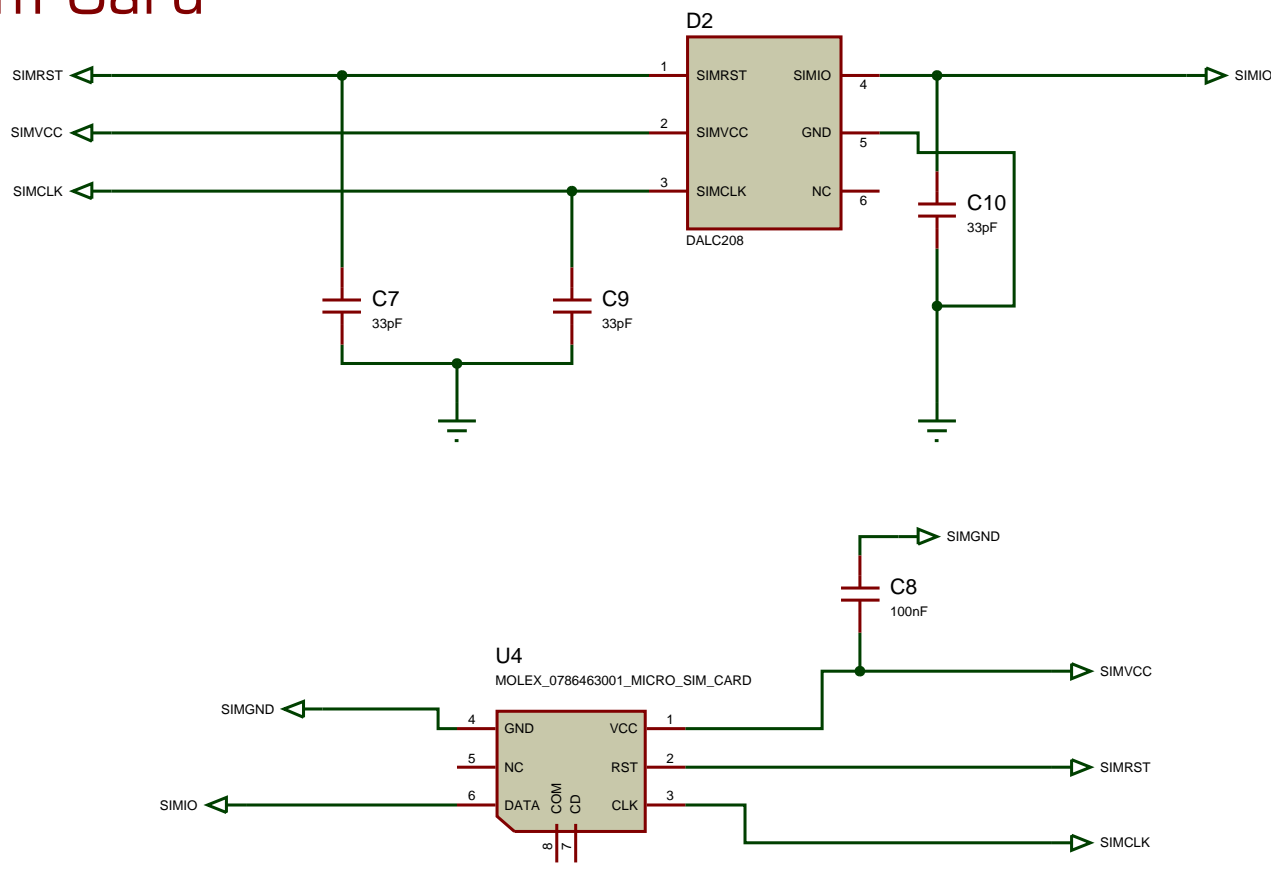 Card
D2
SIMRST
1
SIMRST
SIMIO
4
SIMIO
SIMVCC
2
SIMVCC
GND
5
SIMCLK
3
SIMCLK
NC
6
DALC208
C10
33pF
C7
33pF
C9
33pF
SIMGND
C8
100nF
U4
MOLEX_0786463001_MICRO_SIM_CARD
SIMVCC
SIMGND
4
GND
VCC
1
5
NC
RST
2
SIMRST
SIMIO
6
DATA
COM
CD
CLK
3
8
7
SIMCLK